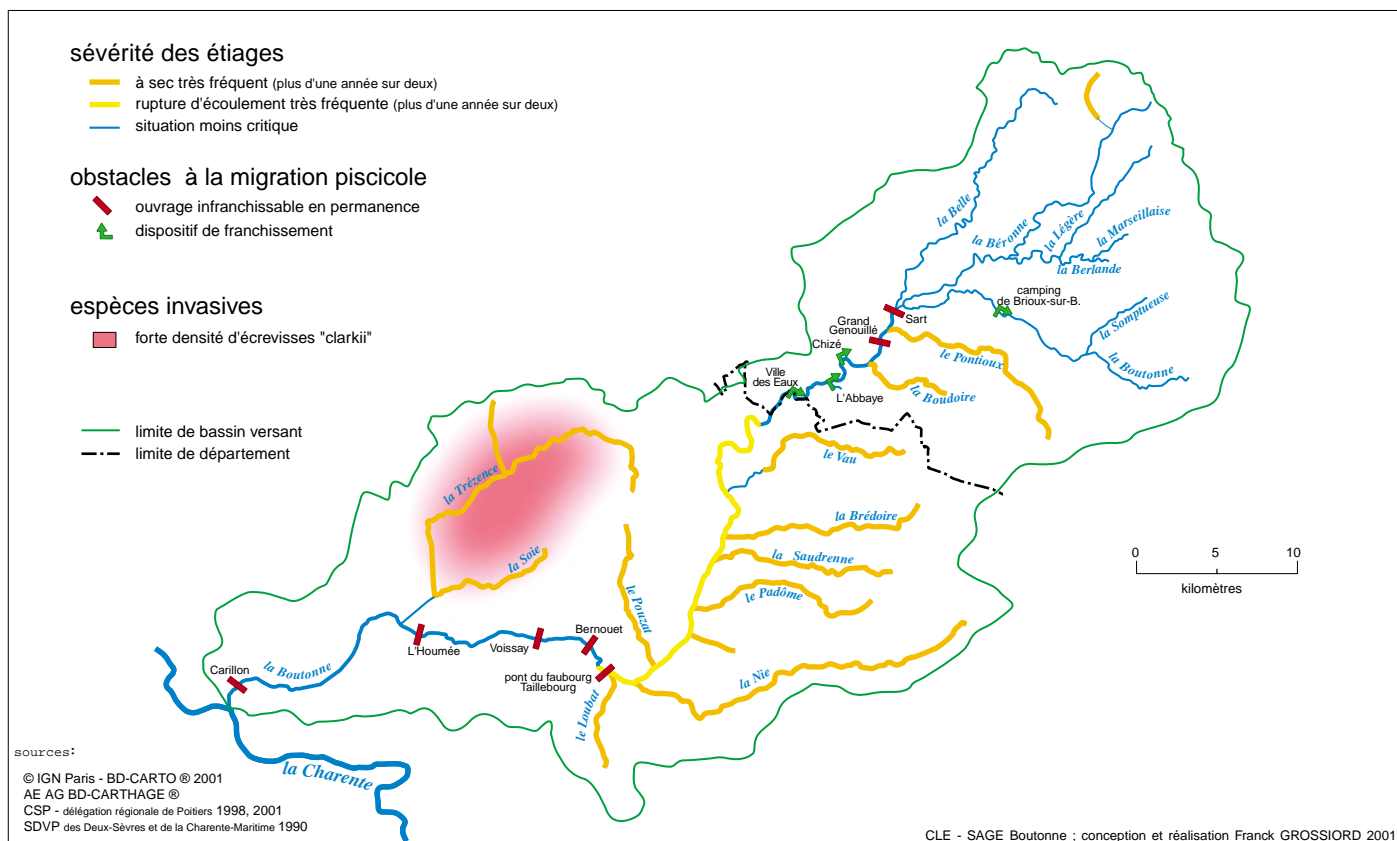 sévérité des étiages
à sec très fréquent (plus d'une année sur deux)
rupture d'écoulement très fréquente (plus d'une année sur deux)
situation moins critique
obstacles à la migration piscicole
ouvrage infranchissable en permanence
dispositif de franchissement
espèces invasives
forte densité d'écrevisses "clarkii"
limite de bassin versant
limite de département
la Belle
la Béronne
la Légère
la Marseillaise
la Berlande
camping
de Brioux-sur-B.
la Somptueuse
la Boutonne
Sart
Grand
Genouillé
Chizé
le Pontioux
la Boudoire
Ville
des Eaux
L'Abbaye
le Vau
la Trézence
la Soie
la Brédoire
la Saudrenne
le Padôme
le Pouzat
la Nie
0 5 10
kilomètres
Bernouet
Voissay
L'Houmée
pont du faubourg
Taillebourg
le Loubat
Carillon
la Boutonne
la Charente
sources:
© IGN Paris - BD-CARTO ® 2001
AE AG BD-CARTHAGE ®
CSP - délégation régionale de Poitiers 1998, 2001
SDVP des Deux-Sèvres et de la Charente-Maritime 1990
CLE - SAGE Boutonne ; conception et réalisation Franck GROSSIORD 2001